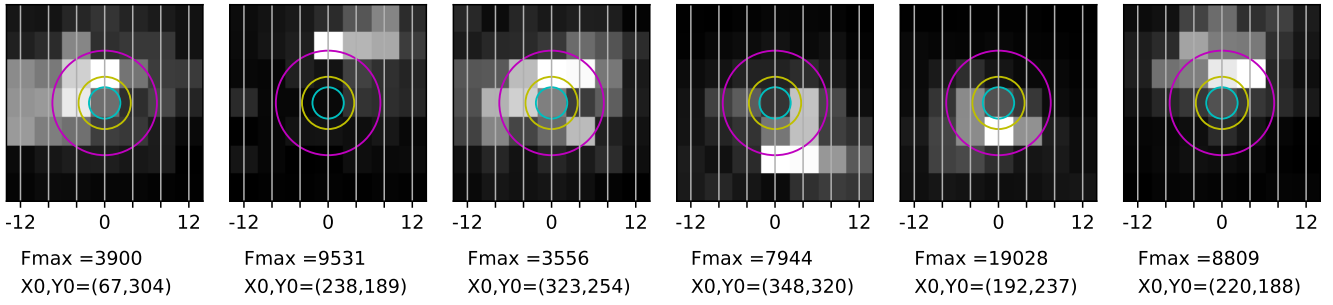 -12 0 12 -12 0 12 -12 0 12 -12 0 12 -12 0 12 -12 0 12
Fmax =3900 Fmax =9531 Fmax =3556 Fmax =7944 Fmax =19028 Fmax =8809
X0,Y0=(67,304) X0,Y0=(238,189) X0,Y0=(323,254) X0,Y0=(348,320) X0,Y0=(192,237) X0,Y0=(220,188)